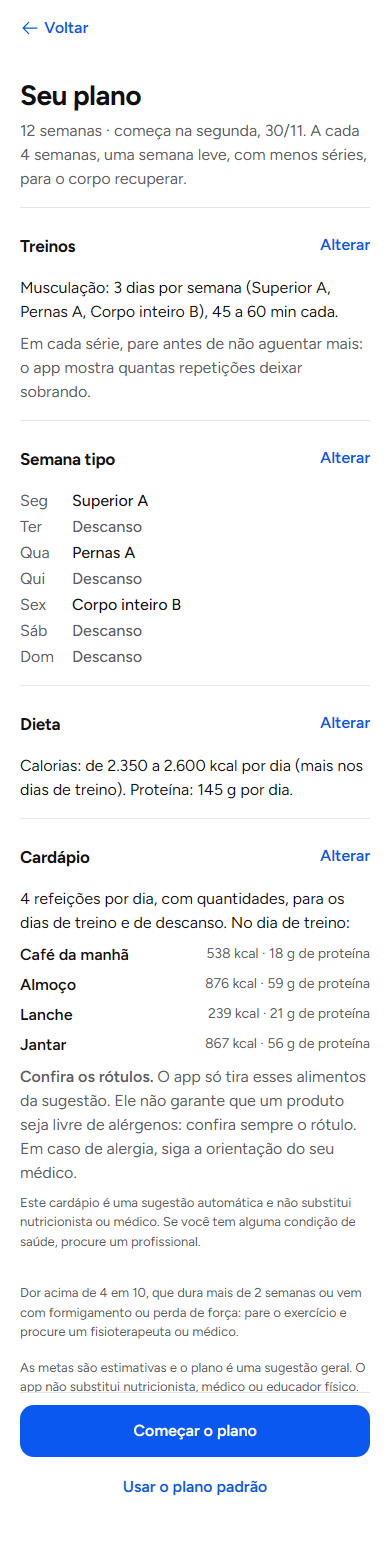 Voltar
Seu plano
12 semanas · começa na segunda, 30/11. A cada
4 semanas, uma semana leve, com menos séries,
para o corpo recuperar.
Treinos Alterar
Musculação: 3 dias por semana (Superior A,
Pernas A, Corpo inteiro B), 45 a 60 min cada.
Em cada série, pare antes de não aguentar mais:
o app mostra quantas repetições deixar
sobrando.
Semana tipo Alterar
Seg Superior A
Ter Descanso
Qua Pernas A
Qui Descanso
Sex Corpo inteiro B
Sáb Descanso
Dom Descanso
Dieta Alterar
Calorias: de 2.350 a 2.600 kcal por dia (mais nos
dias de treino). Proteína: 145 g por dia.
Cardápio Alterar
4 refeições por dia, com quantidades, para os
dias de treino e de descanso. No dia de treino:
Café da manhã 538 kcal · 18 g de proteína
Almoço 876 kcal · 59 g de proteína
Lanche 239 kcal · 21 g de proteína
Jantar 867 kcal · 56 g de proteína
Confira os rótulos. O app só tira esses alimentos
da sugestão. Ele não garante que um produto
seja livre de alérgenos: confira sempre o rótulo.
Em caso de alergia, siga a orientação do seu
médico.
Este cardápio é uma sugestão automática e não substitui
nutricionista ou médico. Se você tem alguma condição de
saúde, procure um profissional.
Dor acima de 4 em 10, que dura mais de 2 semanas ou vem
com formigamento ou perda de força: pare o exercício e
procure um fisioterapeuta ou médico.
As metas são estimativas e o plano é uma sugestão geral. O
app não substitui nutricionista, médico ou educador físico.
Começar o plano
Usar o plano padrão